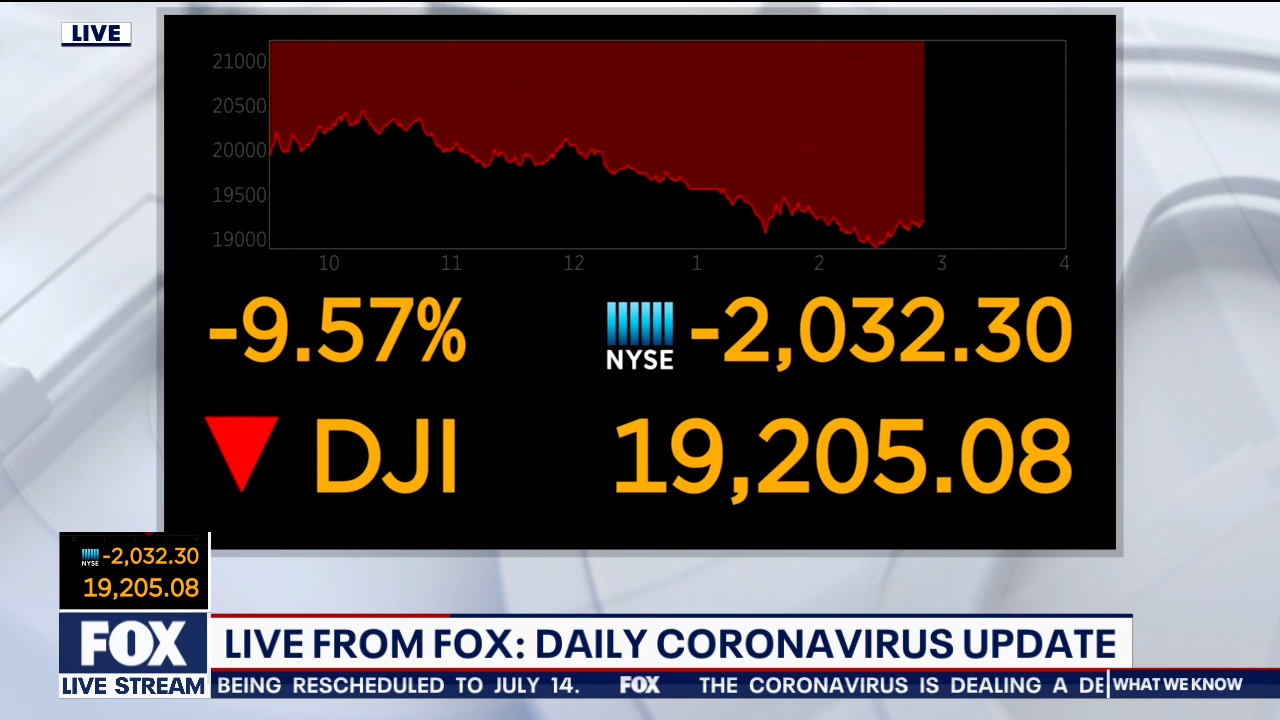 LIVE
21000
20500
20000
19500
19000
10 11 12 1 2 3 4
-9.57% NYSE -2,032.30
DJI 19,205.08
NYSE -2,032.30
19,205.08
FOX LIVE FROM FOX: DAILY CORONAVIRUS UPDATE
LIVE STREAM BEING RESCHEDULED TO JULY 14. FOX THE CORONAVIRUS IS DEALING A DE WHAT WE KNOW